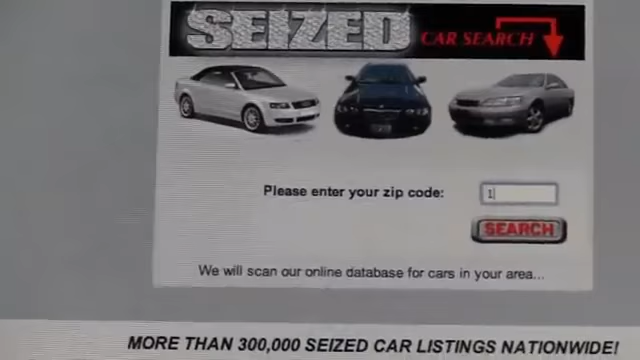 SEIZED CAR SEARCH
Please enter your zip code: 1
SEARCH
We will scan our online database for cars in your area...
MORE THAN 300,000 SEIZED CAR LISTINGS NATIONWIDE!